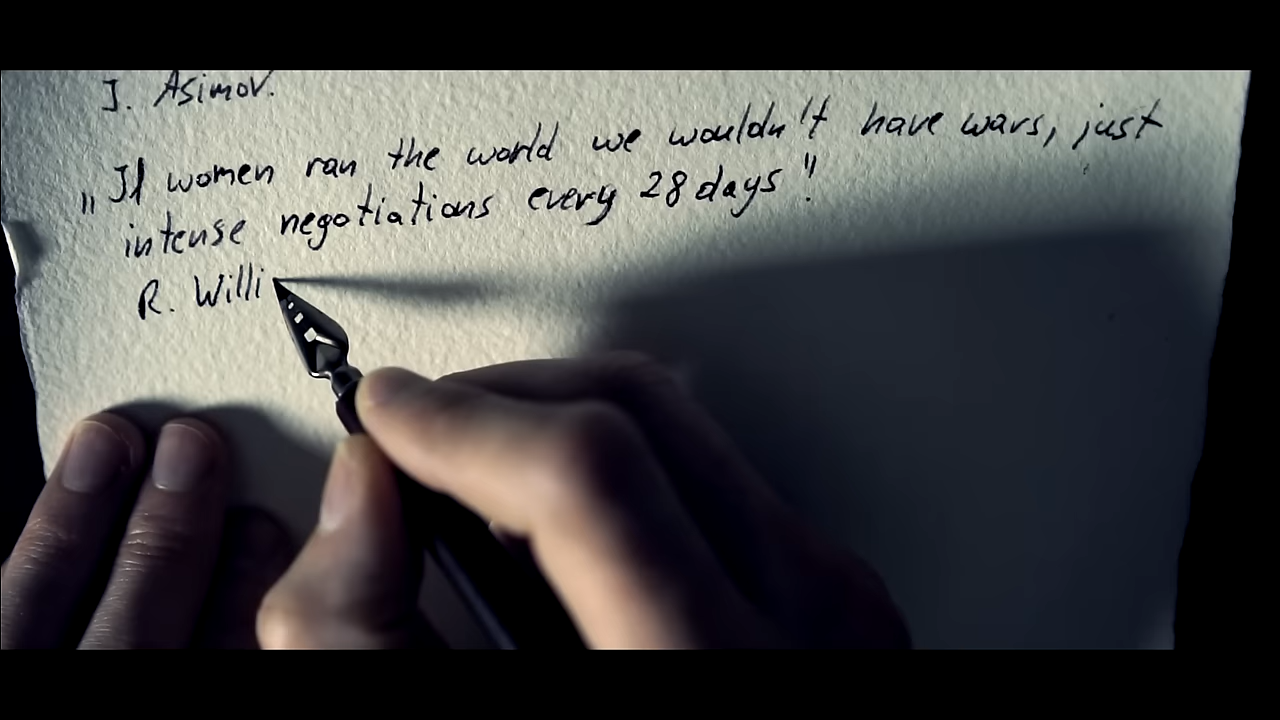 I. Asimov.
„If women ran the world we wouldn't have wars, just
intense negotiations every 28 days"!
R. Willi